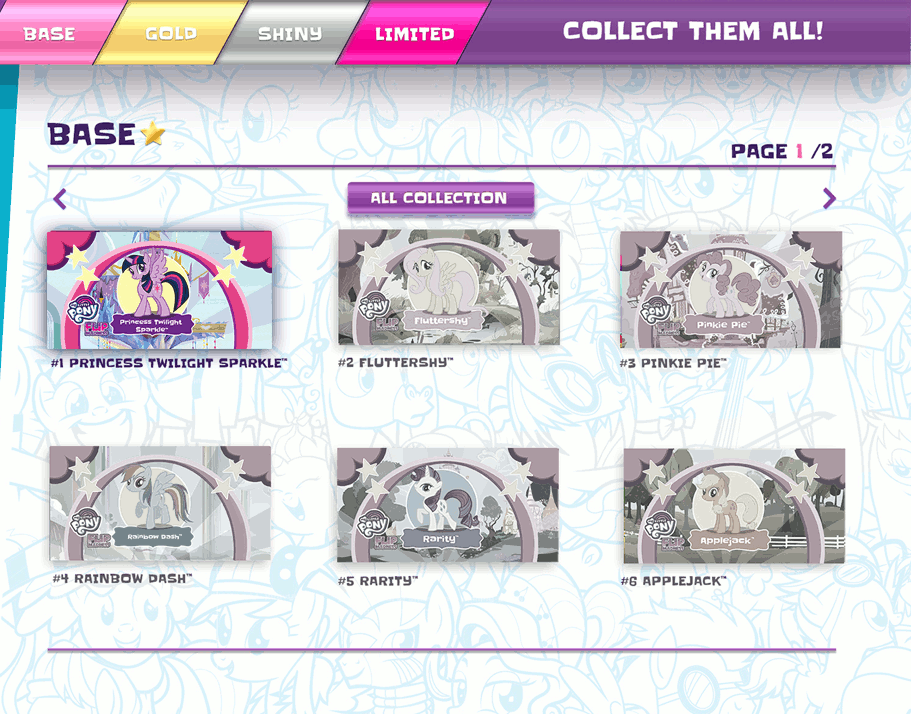 BASE
GOLD
SHINY
LIMITED
COLLECT THEM ALL!
BASE
PAGE 1 /2
ALL COLLECTION
MY LITTLE PONY
FLIP
Princess Twilight
Sparkle™
#1 PRINCESS TWILIGHT SPARKLE™
MY LITTLE PONY
FLIP
Fluttershy™
#2 FLUTTERSHY™
MY LITTLE PONY
FLIP
Pinkie Pie™
#3 PINKIE PIE™
MY LITTLE PONY
FLIP
Rainbow Dash™
#4 RAINBOW DASH™
MY LITTLE PONY
FLIP
Rarity™
#5 RARITY™
MY LITTLE PONY
FLIP
Applejack™
#6 APPLEJACK™